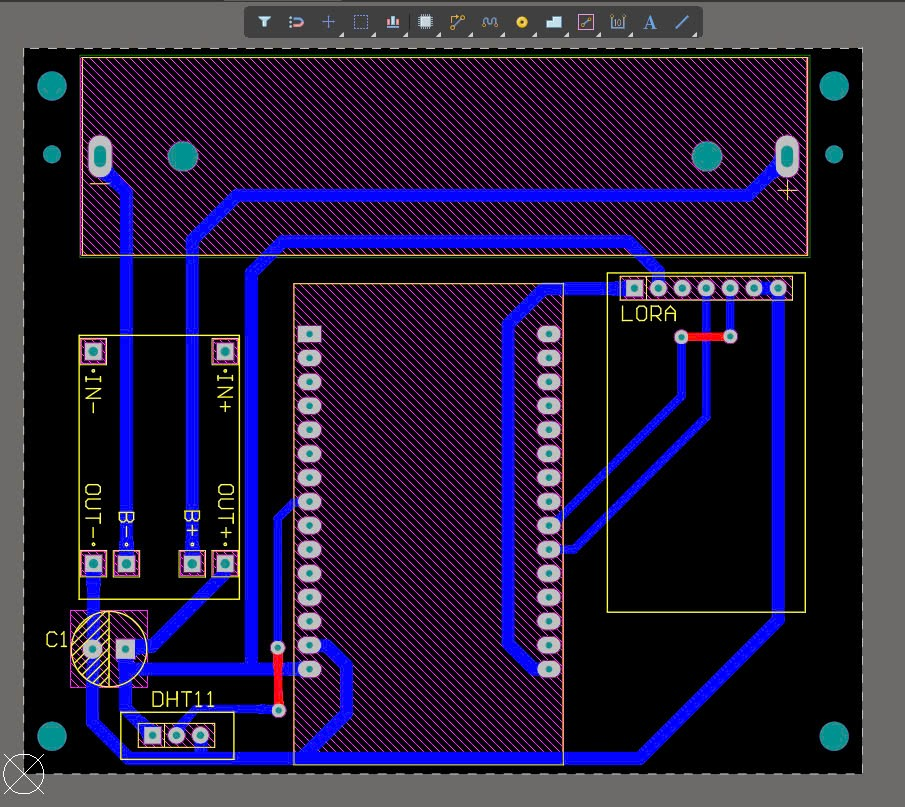 A
−
+
LORA
IN-
IN+
OUT-
B-
B+
OUT+
C1
DHT11